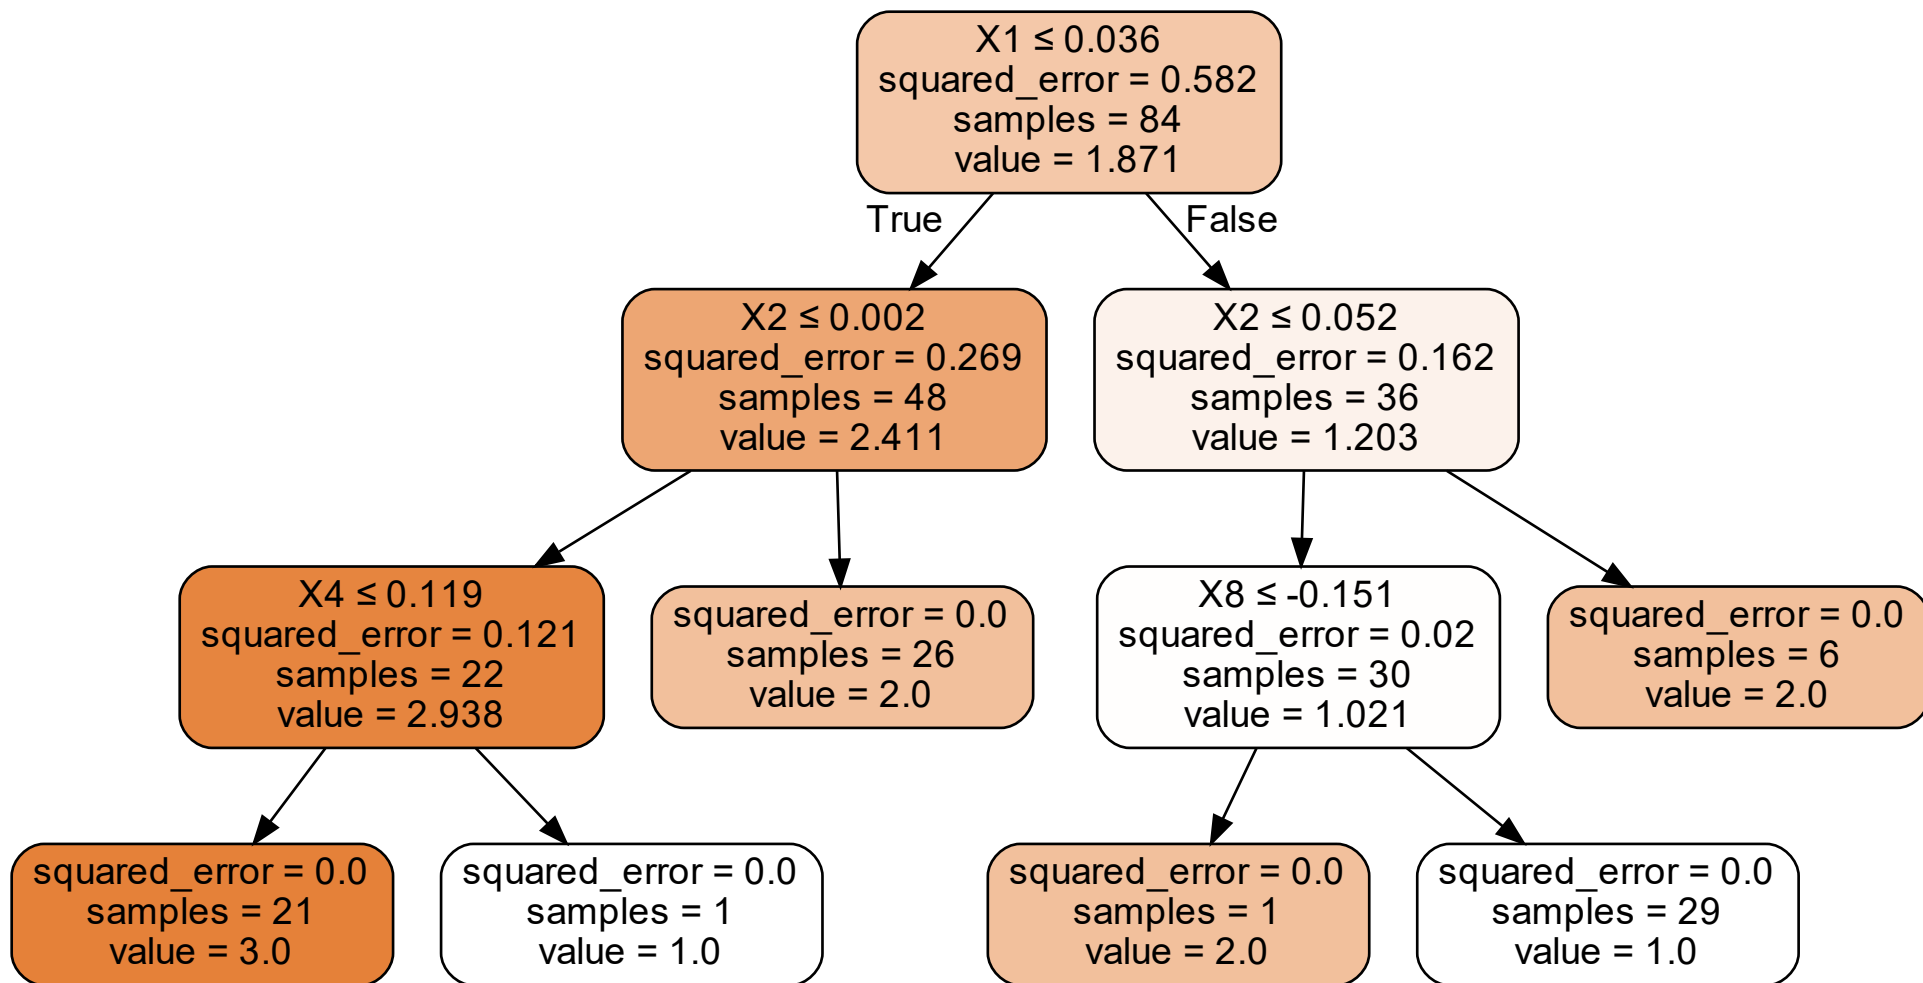 X1 ≤ 0.036
squared_error = 0.582
samples = 84
value = 1.871
True
False
X2 ≤ 0.002
squared_error = 0.269
samples = 48
value = 2.411
X2 ≤ 0.052
squared_error = 0.162
samples = 36
value = 1.203
X4 ≤ 0.119
squared_error = 0.121
samples = 22
value = 2.938
squared_error = 0.0
samples = 26
value = 2.0
X8 ≤ -0.151
squared_error = 0.02
samples = 30
value = 1.021
squared_error = 0.0
samples = 6
value = 2.0
squared_error = 0.0
samples = 21
value = 3.0
squared_error = 0.0
samples = 1
value = 1.0
squared_error = 0.0
samples = 1
value = 2.0
squared_error = 0.0
samples = 29
value = 1.0